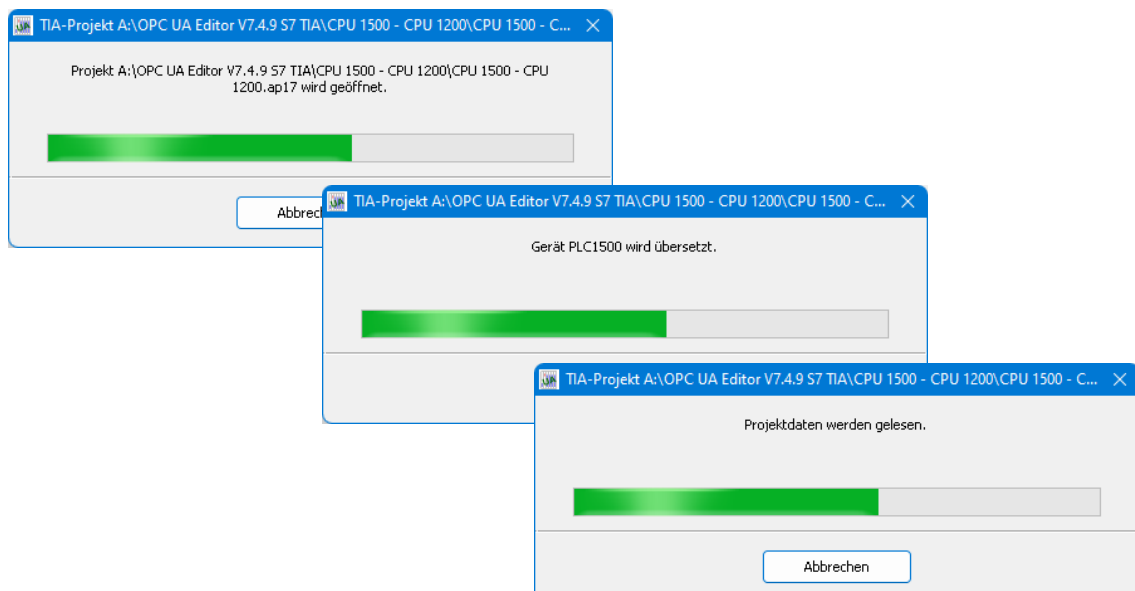 TIA-Projekt A:\OPC UA Editor V7.4.9 S7 TIA\CPU 1500 - CPU 1200\CPU 1500 - C...
Projekt A:\OPC UA Editor V7.4.9 S7 TIA\CPU 1500 - CPU 1200\CPU 1500 - CPU
1200.ap17 wird geöffnet.
Abbrec
TIA-Projekt A:\OPC UA Editor V7.4.9 S7 TIA\CPU 1500 - CPU 1200\CPU 1500 - C...
Gerät PLC1500 wird übersetzt.
TIA-Projekt A:\OPC UA Editor V7.4.9 S7 TIA\CPU 1500 - CPU 1200\CPU 1500 - C...
Projektdaten werden gelesen.
Abbrechen